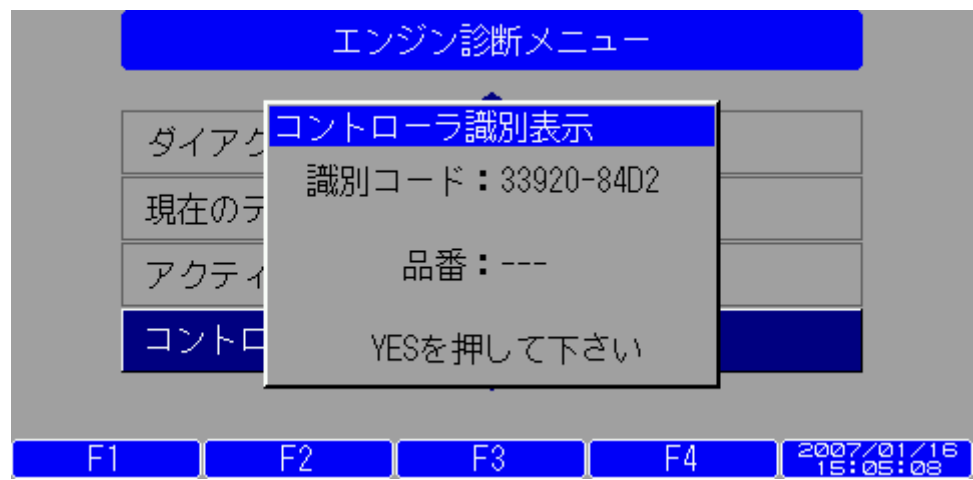 エンジン診断メニュー
コントローラ識別表示
識別コード：33920-84D2
品番：---
YESを押して下さい
ダイアク
現在のテ
アクティ
コントロ
F1 F2 F3 F4 2007/01/16
15:05:08